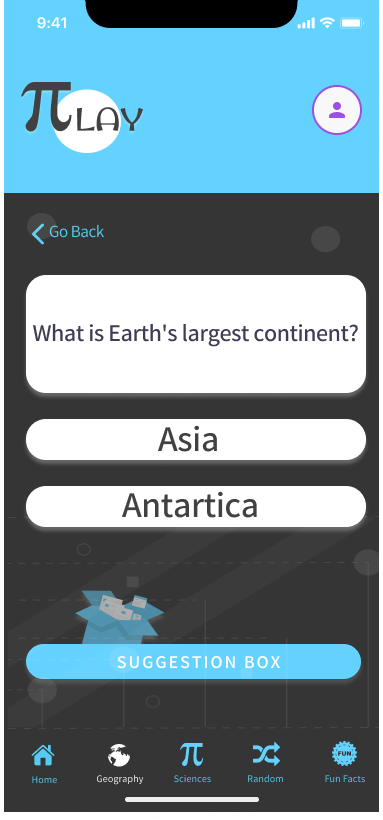 9:41
πLAY
Go Back
What is Earth's largest continent?
Asia
Antartica
SUGGESTION BOX
Home
Geography
π
Sciences
Random
FUN
Fun Facts